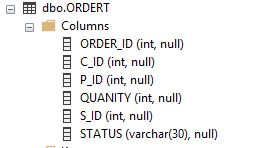 dbo.ORDERT
Columns
ORDER_ID (int, null)
C_ID (int, null)
P_ID (int, null)
QUANITY (int, null)
S_ID (int, null)
STATUS (varchar(30), null)